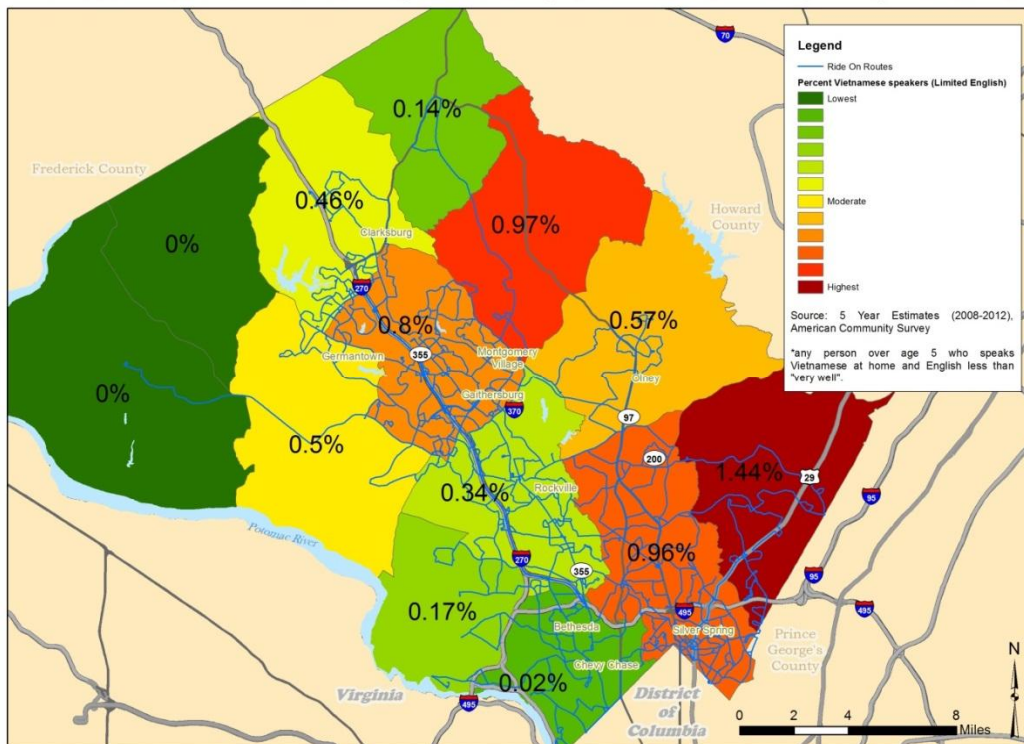 70
Legend
Ride On Routes
Percent Vietnamese speakers (Limited English)
Lowest
Moderate
Highest
Source: 5 Year Estimates (2008-2012),
American Community Survey
*any person over age 5 who speaks
Vietnamese at home and English less than
"very well".
0.14%
Frederick County
0.46%
0.97%
Howard
County
0%
Clarksburg
270
0.8%
0.57%
355
Germantown
Montgomery
Village
Olney
0%
Gaithersburg
370
97
0.5%
200
1.44%
29
0.34%
Rockville
95
Potomac River
270
355
0.96%
95
0.17%
495
495
Bethesda
Silver Spring
Prince
George's
County
Chevy Chase
0.02%
Virginia
495
District
of
Columbia
N
0 2 4 8
Miles